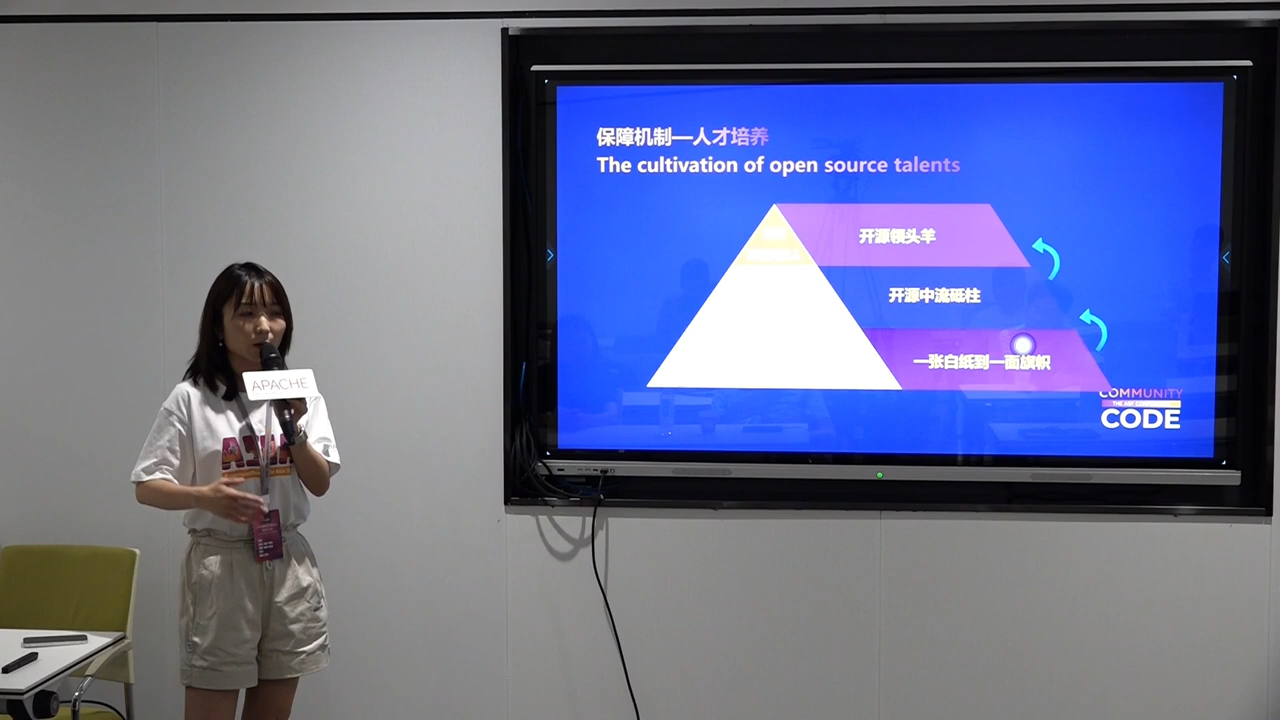 保障机制—人才培养
The cultivation of open source talents
开源领头羊
开源中流砥柱
一张白纸到一面旗帜
COMMUNITY
CODE
APACHE
ASIA